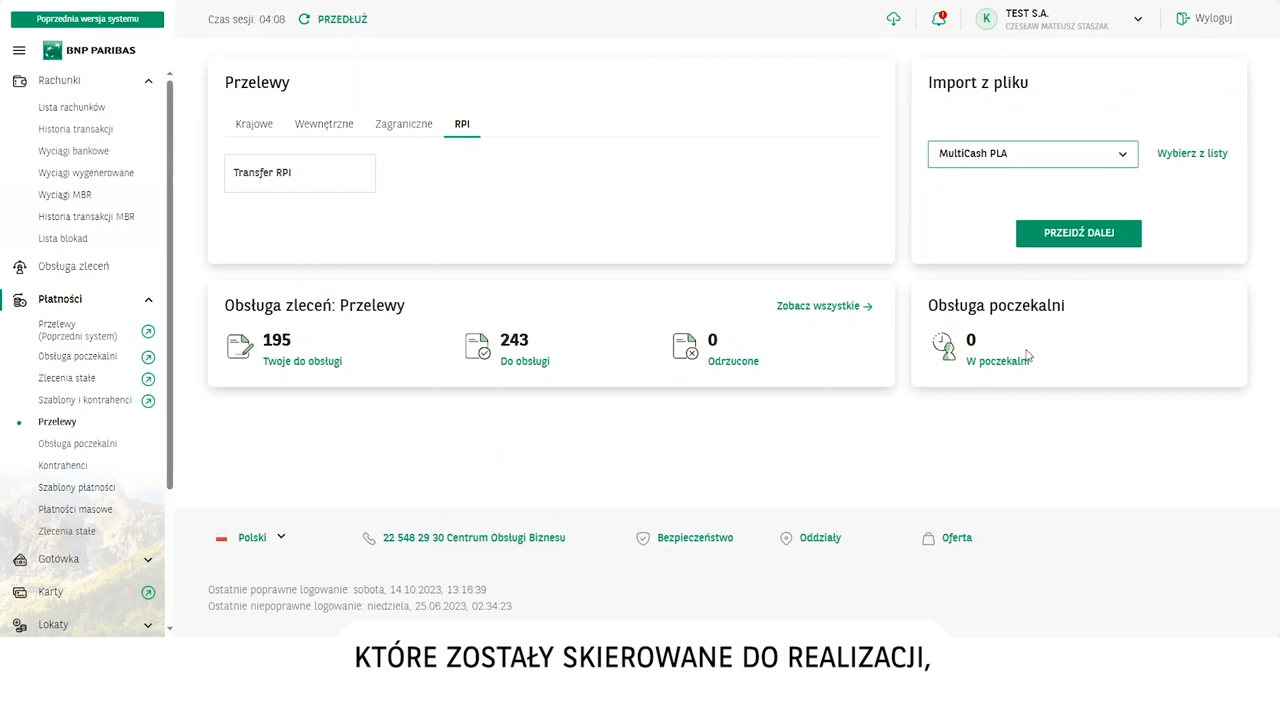 Poprzednia wersja systemu
Czas sesji: 04:08 PRZEDŁUŻ
K
TEST S.A.
CZESŁAW MATEUSZ STASZAK
Wyloguj
BNP PARIBAS
Rachunki
Lista rachunków
Historia transakcji
Wyciągi bankowe
Wyciągi wygenerowane
Wyciągi MBR
Historia transakcji MBR
Lista blokad
Obsługa zleceń
Płatności
Przelewy
(Poprzedni system)
Obsługa poczekalni
Zlecenia stałe
Szablony i kontrahenci
Przelewy
Obsługa poczekalni
Kontrahenci
Szablony płatności
Płatności masowe
Zlecenia stałe
Gotówka
Karty
Lokaty
Przelewy
Krajowe Wewnętrzne Zagraniczne RPI
Transfer RPI
Import z pliku
MultiCash PLA
Wybierz z listy
PRZEJDŹ DALEJ
Obsługa zleceń: Przelewy
Zobacz wszystkie
195
Twoje do obsługi
243
Do obsługi
0
Odrzucone
Obsługa poczekalni
0
W poczekalni
Polski
22 548 29 30 Centrum Obsługi Biznesu
Bezpieczeństwo
Oddziały
Oferta
Ostatnie poprawne logowanie: sobota, 14.10.2023, 13:16:39
Ostatnie niepoprawne logowanie: niedziela, 25.06.2023, 02:34:23
KTÓRE ZOSTAŁY SKIEROWANE DO REALIZACJI,